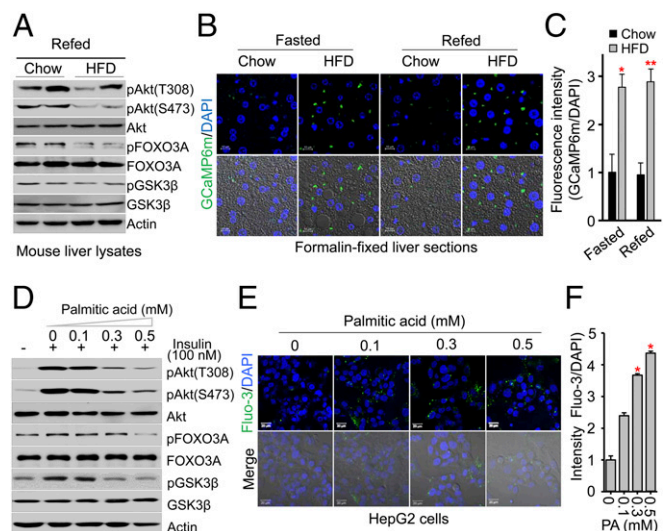 A
Refed
Chow HFD
pAkt(T308)
pAkt(S473)
Akt
pFOXO3A
FOXO3A
pGSK3β
GSK3β
Actin
Mouse liver lysates
B
Fasted Refed
Chow HFD Chow HFD
GCaMP6m/DAPI
Formalin-fixed liver sections
C
Chow
HFD
Fluorescence intensity
(GCaMP6m/DAPI)
3
2
1
0
* **
Fasted Refed
D
Palmitic acid (mM)
0 0.1 0.3 0.5 Insulin
- + + + + (100 nM)
pAkt(T308)
pAkt(S473)
Akt
pFOXO3A
FOXO3A
pGSK3β
GSK3β
Actin
E
Palmitic acid (mM)
0 0.1 0.3 0.5
Fluo-3/DAPI
Merge
HepG2 cells
F
Intensity Fluo-3/DAPI)
5
4
3
2
1
0
* *
0 0.1 0.3 0.5
PA (mM)